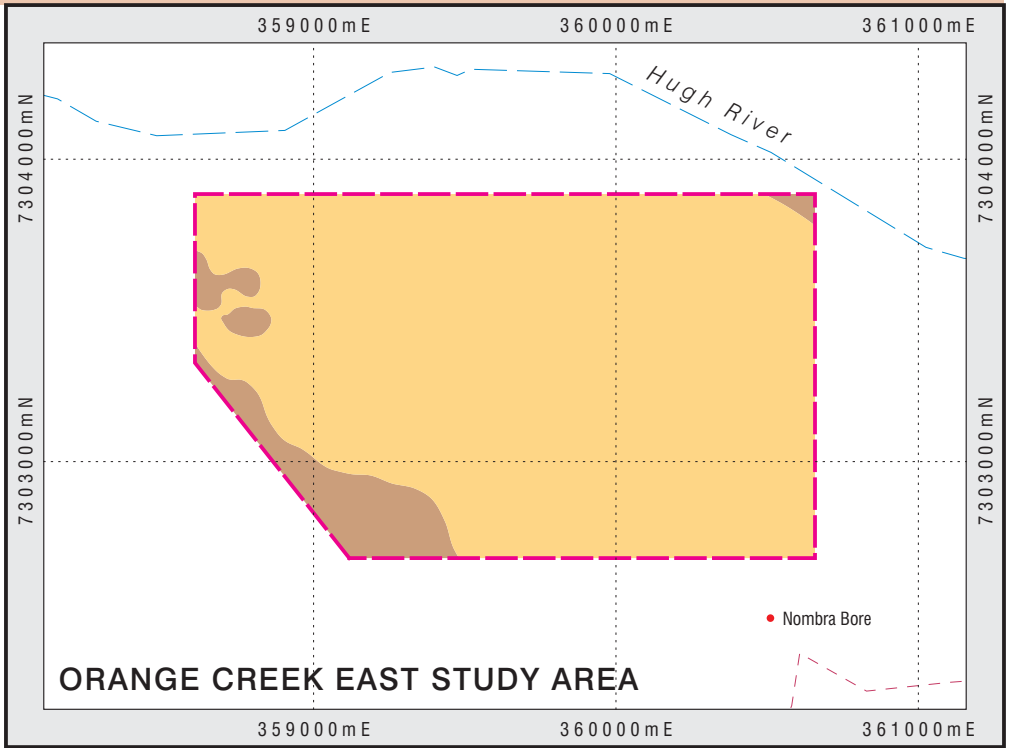 359000mE 360000mE 361000mE
Hugh River
7304000mN 7304000mN
7303000mN 7303000mN
Nombra Bore
ORANGE CREEK EAST STUDY AREA
359000mE 360000mE 361000mE